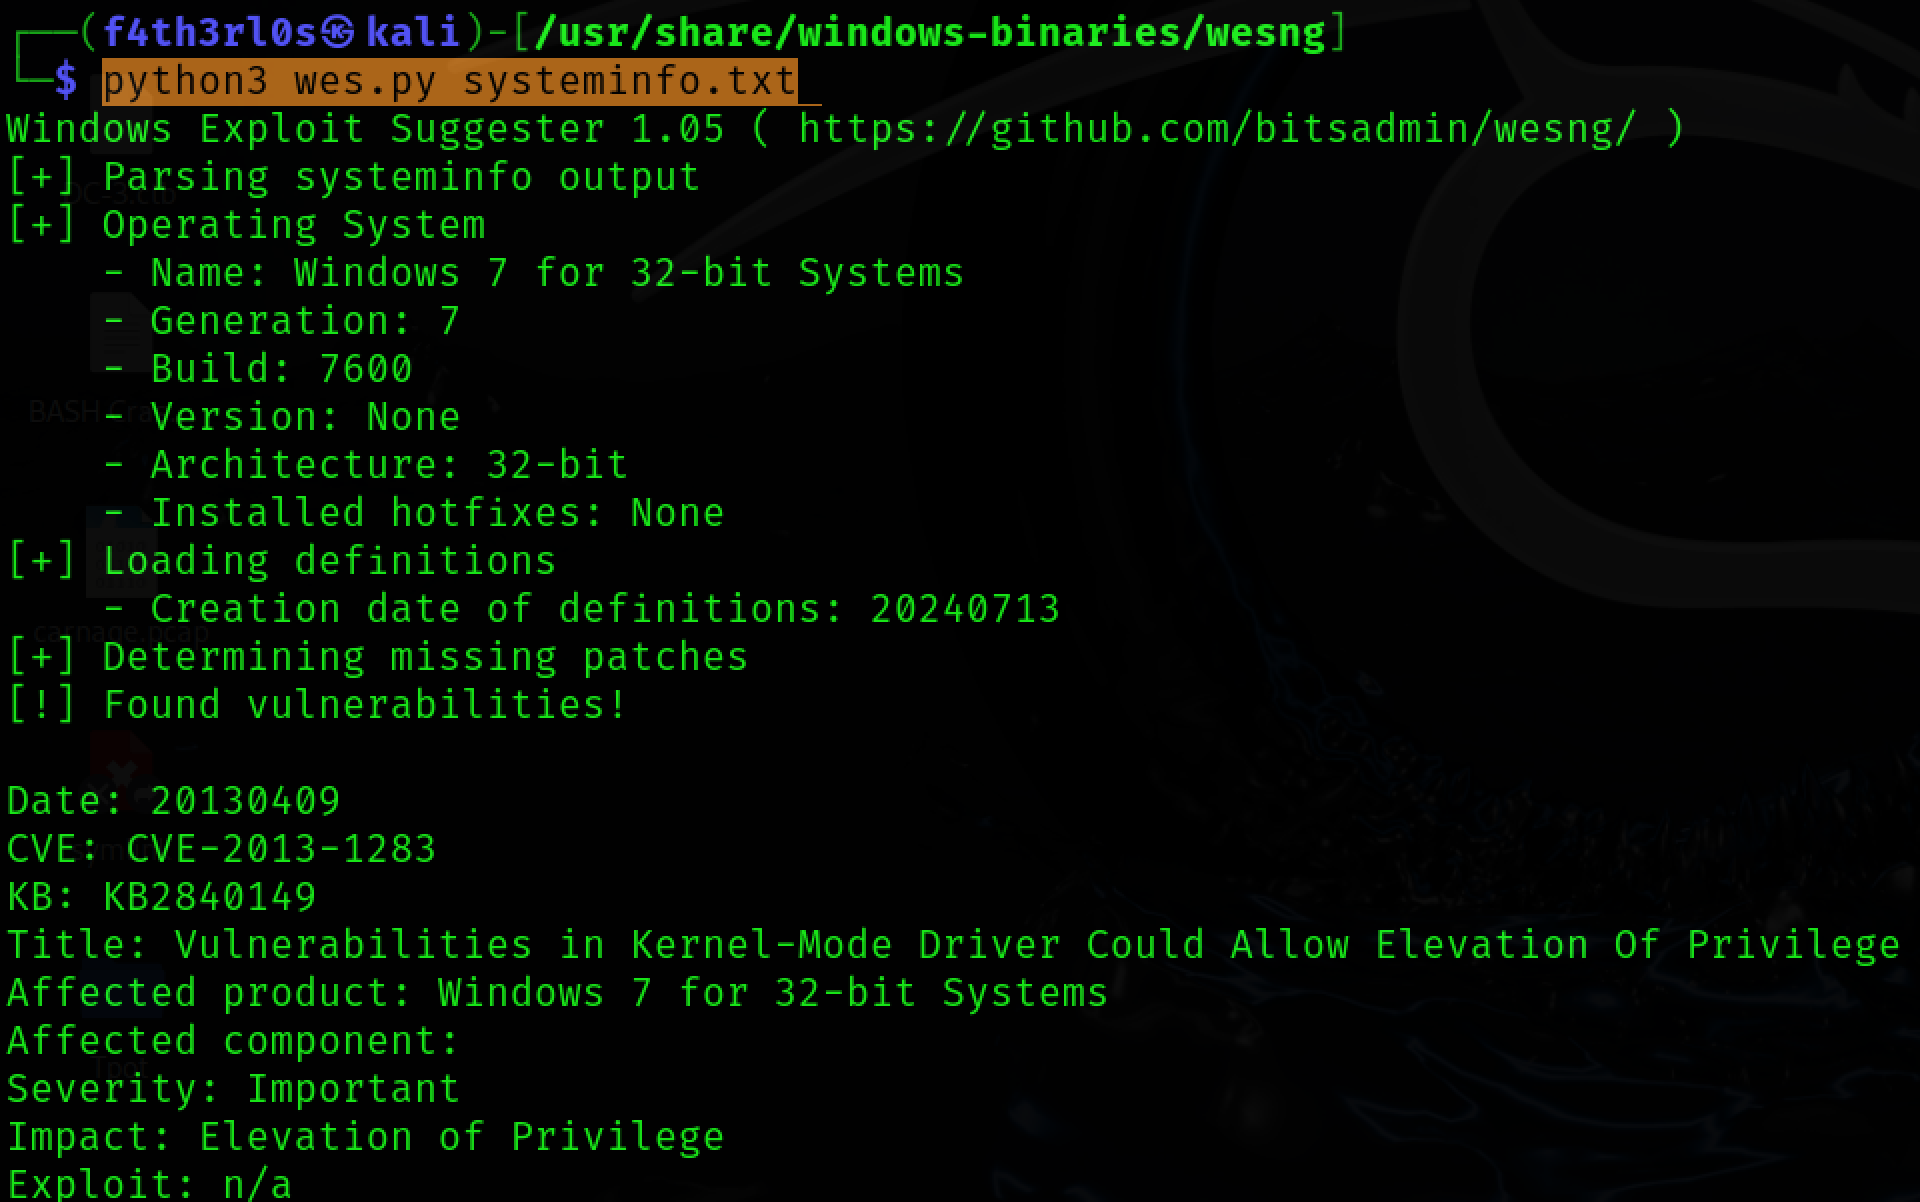 ┌──(f4th3rl0s㉿kali)-[/usr/share/windows-binaries/wesng]
└─$ python3 wes.py systeminfo.txt
Windows Exploit Suggester 1.05 ( https://github.com/bitsadmin/wesng/ )
[+] Parsing systeminfo output
[+] Operating System
    - Name: Windows 7 for 32-bit Systems
    - Generation: 7
    - Build: 7600
    - Version: None
    - Architecture: 32-bit
    - Installed hotfixes: None
[+] Loading definitions
    - Creation date of definitions: 20240713
[+] Determining missing patches
[!] Found vulnerabilities!

Date: 20130409
CVE: CVE-2013-1283
KB: KB2840149
Title: Vulnerabilities in Kernel-Mode Driver Could Allow Elevation Of Privilege
Affected product: Windows 7 for 32-bit Systems
Affected component:
Severity: Important
Impact: Elevation of Privilege
Exploit: n/a
carnage.pcap